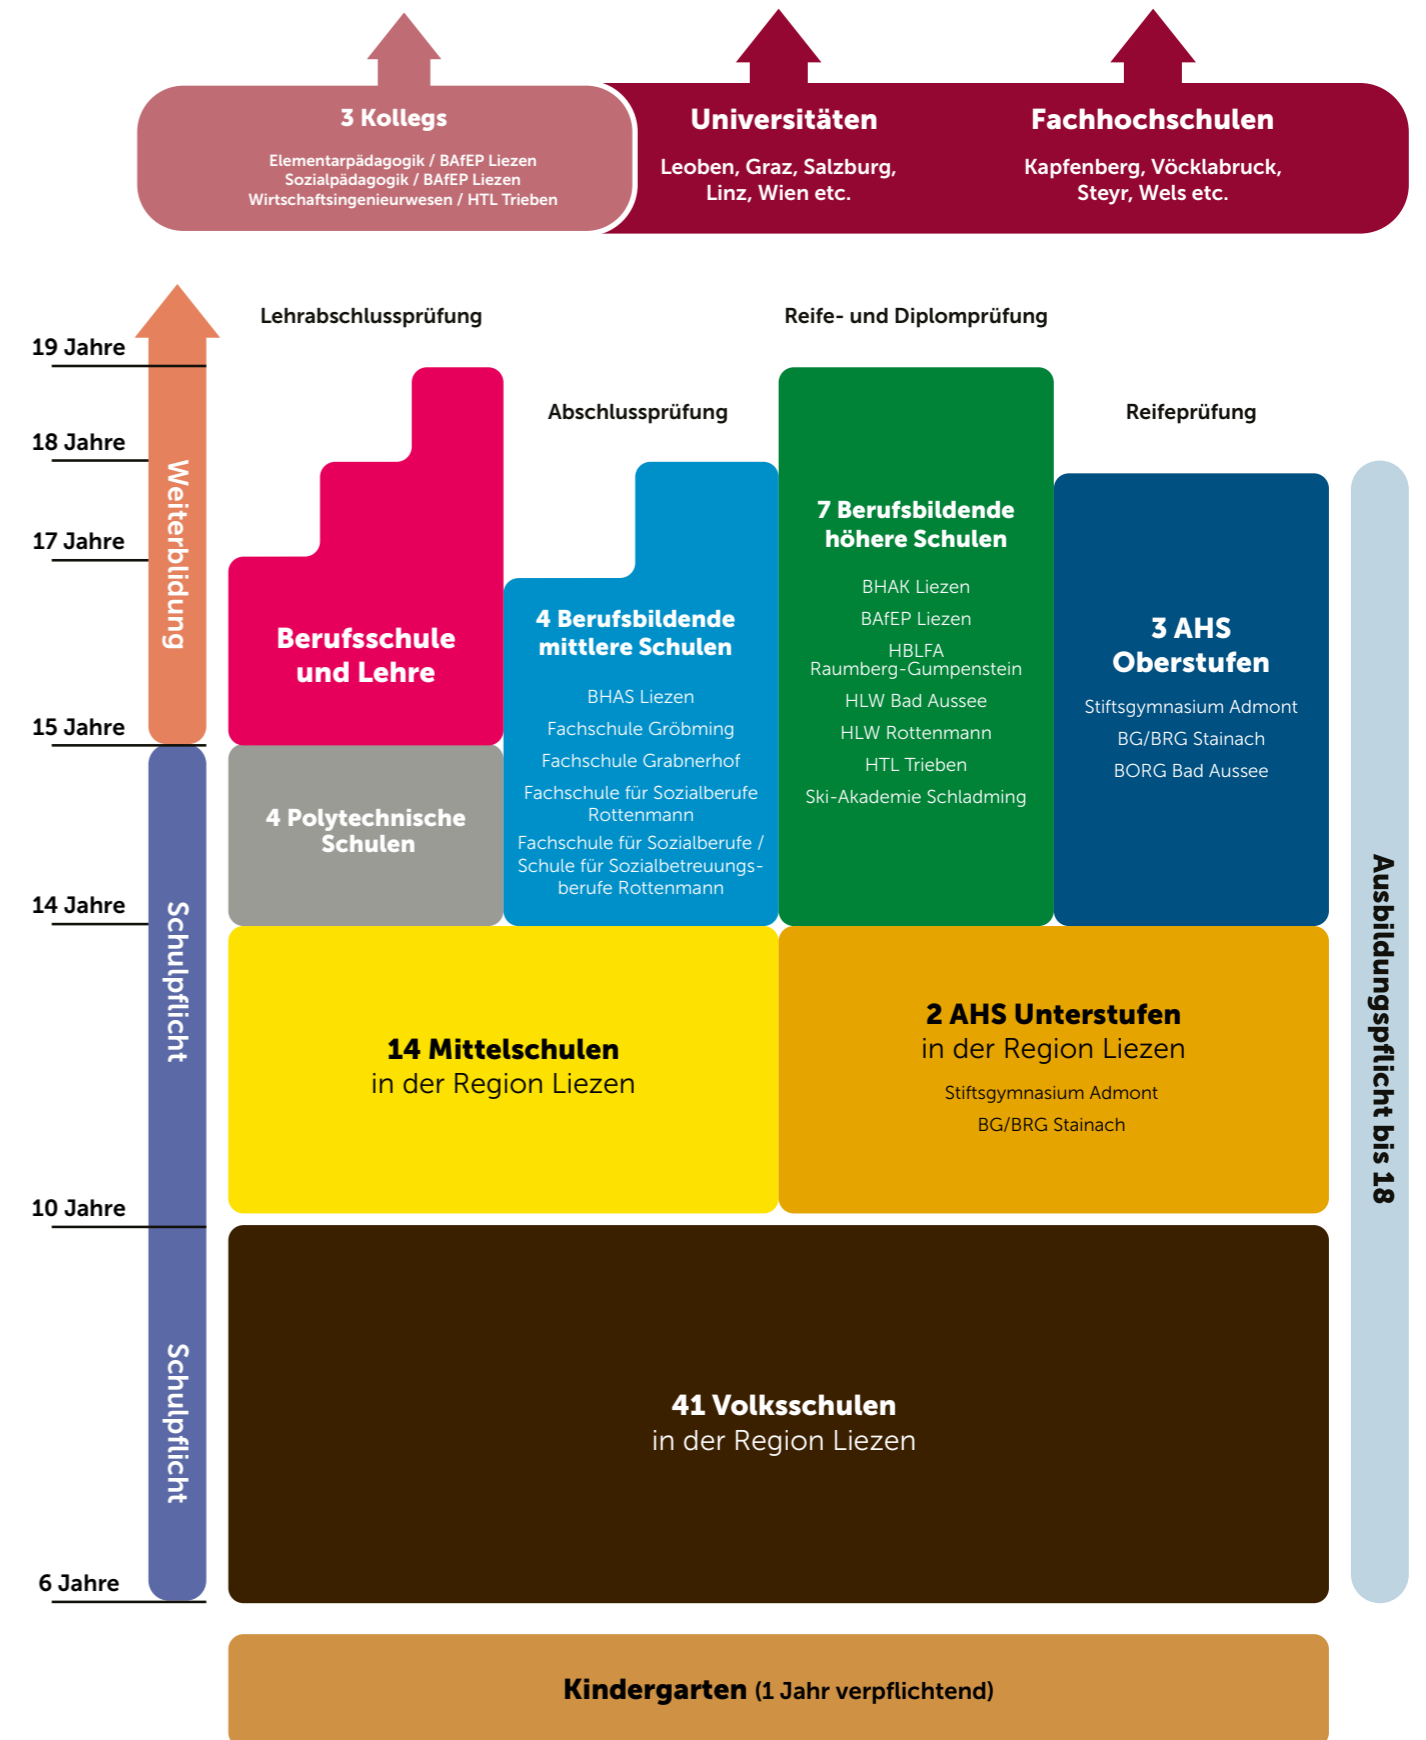 3 Kollegs
Elementarpädagogik / BAfEP Liezen
Sozialpädagogik / BAfEP Liezen
Wirtschaftsingenieurwesen / HTL Trieben
Universitäten
Leoben, Graz, Salzburg,
Linz, Wien etc.
Fachhochschulen
Kapfenberg, Vöcklabruck,
Steyr, Wels etc.
Lehrabschlussprüfung
Reife- und Diplomprüfung
Abschlussprüfung
Reifeprüfung
19 Jahre
18 Jahre
17 Jahre
15 Jahre
14 Jahre
10 Jahre
6 Jahre
Weiterblidung
Schulpflicht
Schulpflicht
Berufsschule
und Lehre
4 Polytechnische
Schulen
4 Berufsbildende
mittlere Schulen
BHAS Liezen
Fachschule Gröbming
Fachschule Grabnerhof
Fachschule für Sozialberufe
Rottenmann
Fachschule für Sozialberufe /
Schule für Sozialbetreuungs-
berufe Rottenmann
7 Berufsbildende
höhere Schulen
BHAK Liezen
BAfEP Liezen
HBLFA
Raumberg-Gumpenstein
HLW Bad Aussee
HLW Rottenmann
HTL Trieben
Ski-Akademie Schladming
3 AHS
Oberstufen
Stiftsgymnasium Admont
BG/BRG Stainach
BORG Bad Aussee
14 Mittelschulen
in der Region Liezen
2 AHS Unterstufen
in der Region Liezen
Stiftsgymnasium Admont
BG/BRG Stainach
41 Volksschulen
in der Region Liezen
Kindergarten (1 Jahr verpflichtend)
Ausbildungspflicht bis 18